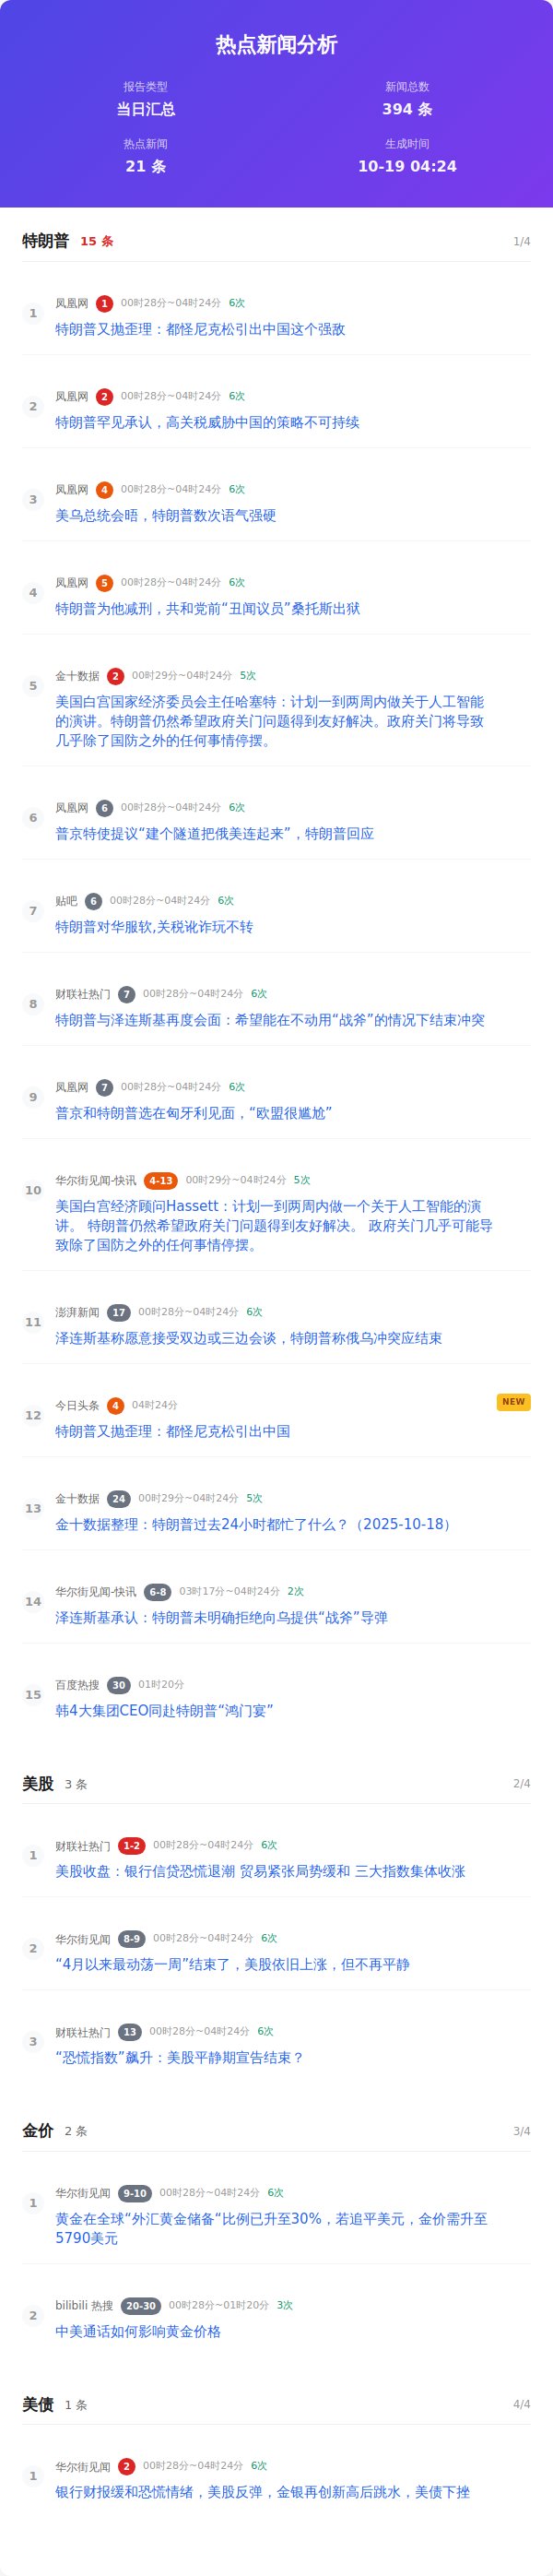 热点新闻分析
报告类型
新闻总数
当日汇总
394 条
热点新闻
生成时间
21 条
10-19 04:24
特朗普 15 条 1/4
1
凤凰网 1 00时28分~04时24分 6次
特朗普又抛歪理：都怪尼克松引出中国这个强敌
2
凤凰网 2 00时28分~04时24分 6次
特朗普罕见承认，高关税威胁中国的策略不可持续
3
凤凰网 4 00时28分~04时24分 6次
美乌总统会晤，特朗普数次语气强硬
4
凤凰网 5 00时28分~04时24分 6次
特朗普为他减刑，共和党前“丑闻议员”桑托斯出狱
5
金十数据 2 00时29分~04时24分 5次
美国白宫国家经济委员会主任哈塞特：计划一到两周内做关于人工智能
的演讲。特朗普仍然希望政府关门问题得到友好解决。政府关门将导致
几乎除了国防之外的任何事情停摆。
6
凤凰网 6 00时28分~04时24分 6次
普京特使提议“建个隧道把俄美连起来”，特朗普回应
7
贴吧 6 00时28分~04时24分 6次
特朗普对华服软,关税讹诈玩不转
8
财联社热门 7 00时28分~04时24分 6次
特朗普与泽连斯基再度会面：希望能在不动用“战斧”的情况下结束冲突
9
凤凰网 7 00时28分~04时24分 6次
普京和特朗普选在匈牙利见面，“欧盟很尴尬”
10
华尔街见闻-快讯 4-13 00时29分~04时24分 5次
美国白宫经济顾问Hassett：计划一到两周内做一个关于人工智能的演
讲。 特朗普仍然希望政府关门问题得到友好解决。 政府关门几乎可能导
致除了国防之外的任何事情停摆。
11
澎湃新闻 17 00时28分~04时24分 6次
泽连斯基称愿意接受双边或三边会谈，特朗普称俄乌冲突应结束
12
今日头条 4 04时24分 NEW
特朗普又抛歪理：都怪尼克松引出中国
13
金十数据 24 00时29分~04时24分 5次
金十数据整理：特朗普过去24小时都忙了什么？（2025-10-18）
14
华尔街见闻-快讯 6-8 03时17分~04时24分 2次
泽连斯基承认：特朗普未明确拒绝向乌提供“战斧”导弹
15
百度热搜 30 01时20分
韩4大集团CEO同赴特朗普“鸿门宴”
美股 3 条 2/4
1
财联社热门 1-2 00时28分~04时24分 6次
美股收盘：银行信贷恐慌退潮 贸易紧张局势缓和 三大指数集体收涨
2
华尔街见闻 8-9 00时28分~04时24分 6次
“4月以来最动荡一周”结束了，美股依旧上涨，但不再平静
3
财联社热门 13 00时28分~04时24分 6次
“恐慌指数”飙升：美股平静期宣告结束？
金价 2 条 3/4
1
华尔街见闻 9-10 00时28分~04时24分 6次
黄金在全球“外汇黄金储备“比例已升至30%，若追平美元，金价需升至
5790美元
2
bilibili 热搜 20-30 00时28分~01时20分 3次
中美通话如何影响黄金价格
美债 1 条 4/4
1
华尔街见闻 2 00时28分~04时24分 6次
银行财报缓和恐慌情绪，美股反弹，金银再创新高后跳水，美债下挫